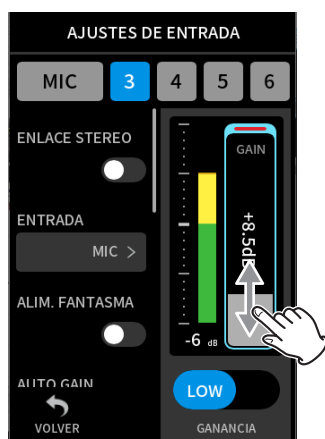 AJUSTES DE ENTRADA
MIC 3 4 5 6
ENLACE STEREO
GAIN
ENTRADA
MIC >
+8.5dB
ALIM. FANTASMA
-6 dB
AUTO GAIN
LOW
VOLVER
GANANCIA